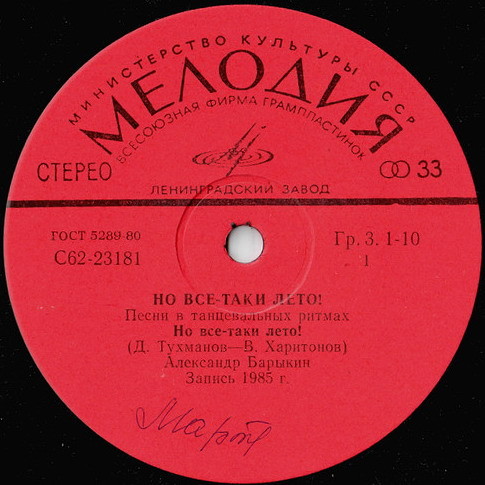 МИНИСТЕРСТВО КУЛЬТУРЫ СССР
МЕЛОДИЯ
ВСЕСОЮЗНАЯ ФИРМА ГРАМПЛАСТИНОК
СТЕРЕО
33
ЛЕНИНГРАДСКИЙ ЗАВОД
ГОСТ 5289-80
Гр. 3. 1-10
С62-23181
1
НО ВСЕ-ТАКИ ЛЕТО!
Песни в танцевальных ритмах
Но все-таки лето!
(Д. Тухманов—В. Харитонов)
Александр Барыкин
Запись 1985 г.